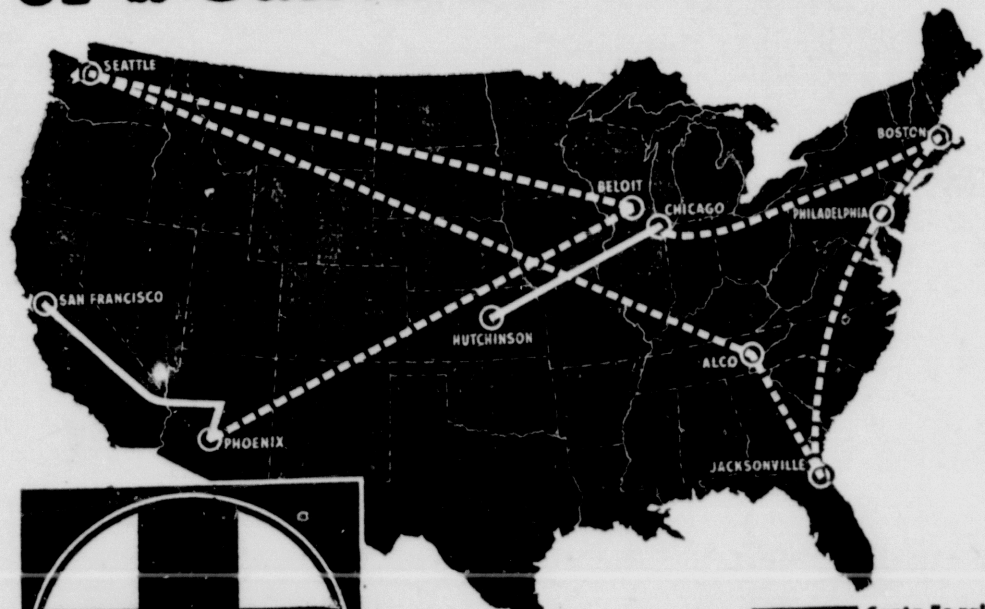 SEATTLE
BOSTON
BELOIT
CHICAGO
PHILADELPHIA
SAN FRANCISCO
HUTCHINSON
ALCO
PHOENIX
JACKSONVILLE